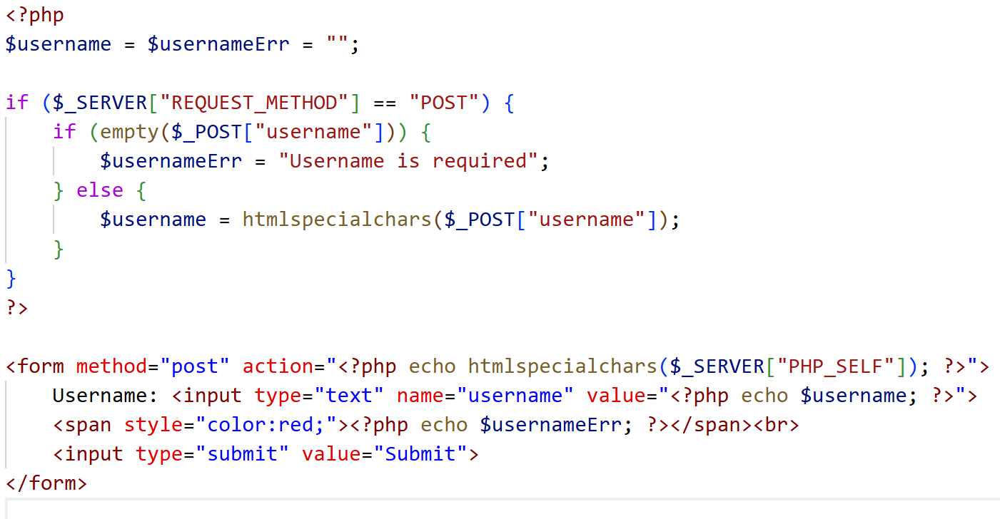 <?php
$username = $usernameErr = "";

if ($_SERVER["REQUEST_METHOD"] == "POST") {
    if (empty($_POST["username"])) {
        $usernameErr = "Username is required";
    } else {
        $username = htmlspecialchars($_POST["username"]);
    }
}
?>

<form method="post" action="<?php echo htmlspecialchars($_SERVER["PHP_SELF"]); ?>">
    Username: <input type="text" name="username" value="<?php echo $username; ?>">
    <span style="color:red;"><?php echo $usernameErr; ?></span><br>
    <input type="submit" value="Submit">
</form>